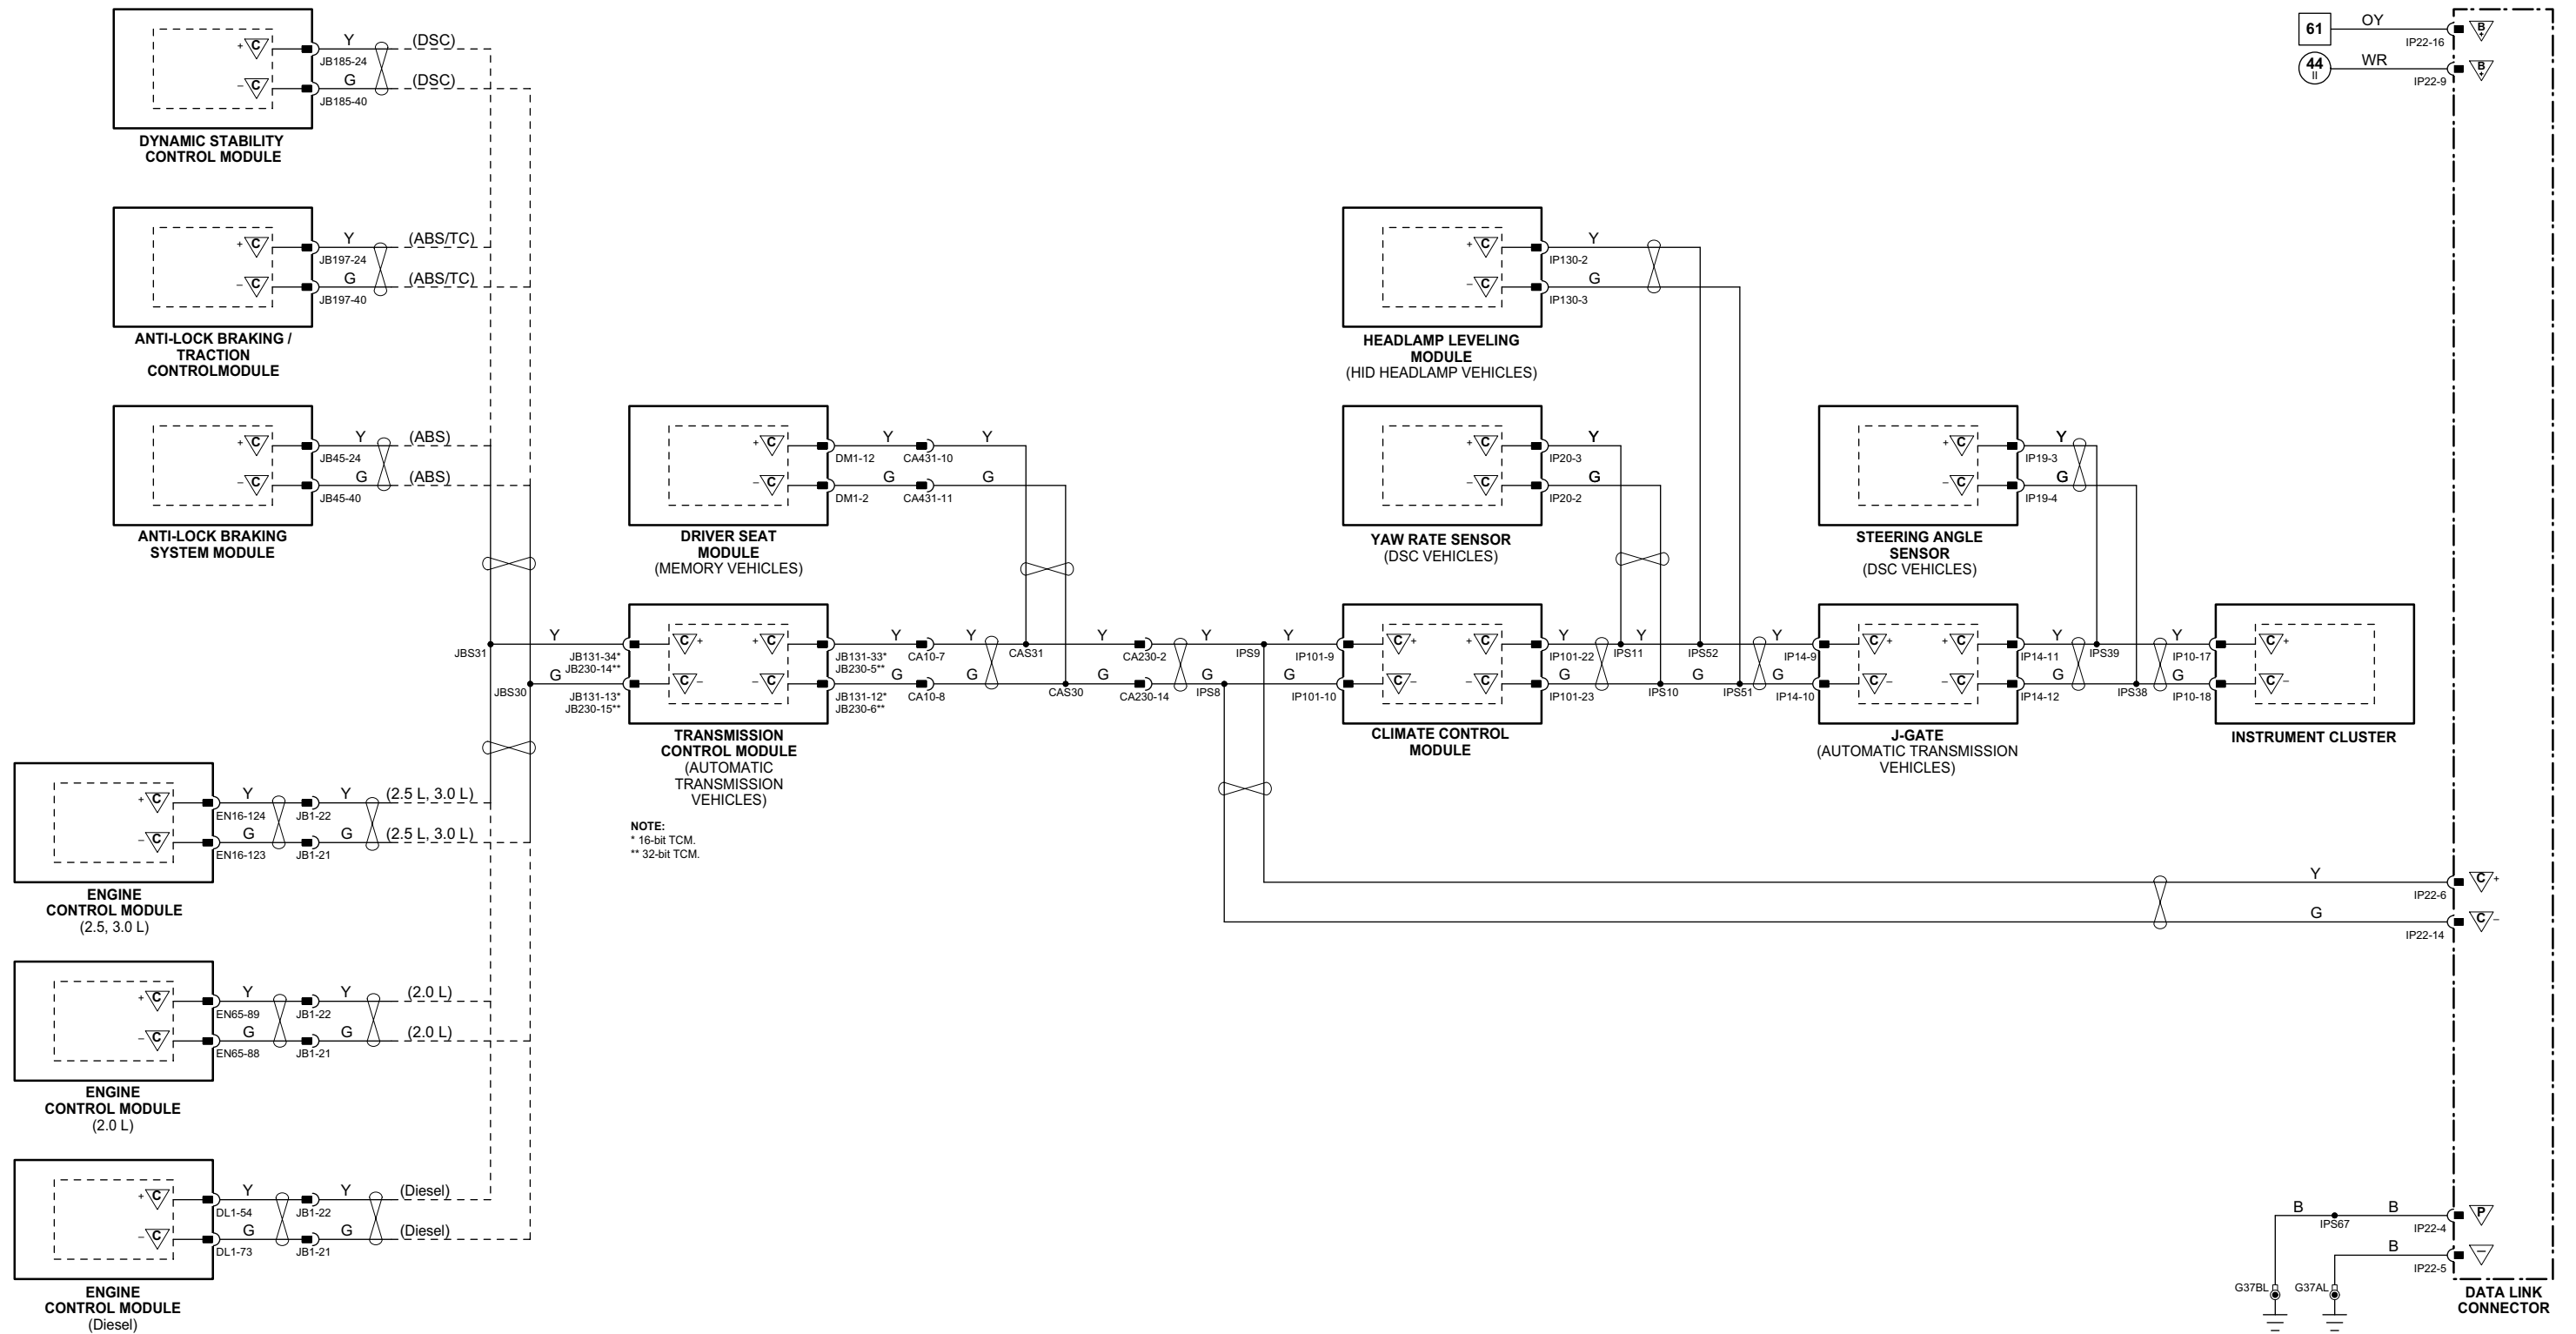 + C
Y
(DSC)
JB185-24
– C
G
(DSC)
JB185-40
DYNAMIC STABILITY
CONTROL MODULE
61
OY
IP22-16
B+
44
II
WR
IP22-9
B+
+ C
Y
(ABS/TC)
JB197-24
– C
G
(ABS/TC)
JB197-40
ANTI-LOCK BRAKING /
TRACTION
CONTROLMODULE
+ C
Y
IP130-2
– C
G
IP130-3
HEADLAMP LEVELING
MODULE
(HID HEADLAMP VEHICLES)
+ C
Y
(ABS)
JB45-24
– C
G
(ABS)
JB45-40
ANTI-LOCK BRAKING
SYSTEM MODULE
+ C
Y
Y
DM1-12
CA431-10
– C
G
G
DM1-2
CA431-11
DRIVER SEAT
MODULE
(MEMORY VEHICLES)
+ C
Y
IP20-3
– C
G
IP20-2
YAW RATE SENSOR
(DSC VEHICLES)
+ C
Y
IP19-3
– C
G
IP19-4
STEERING ANGLE
SENSOR
(DSC VEHICLES)
JBS31
Y
JB131-34*
JB230-14**
C +
+ C
JBS30
G
JB131-13*
JB230-15**
C –
– C
Y
Y
Y
Y
Y
JB131-33*
JB230-5**
CA10-7
CAS31
CA230-2
IPS9
IP101-9
G
G
G
G
G
JB131-12*
JB230-6**
CA10-8
CAS30
CA230-14
IPS8
IP101-10
TRANSMISSION
CONTROL MODULE
(AUTOMATIC
TRANSMISSION
VEHICLES)
NOTE:
* 16-bit TCM.
** 32-bit TCM.
C +
+ C
C –
– C
CLIMATE CONTROL
MODULE
Y
Y
Y
IP101-22
IPS11
IPS52
IP14-9
G
G
G
IP101-23
IPS10
IPS51
IP14-10
C +
+ C
C –
– C
J-GATE
(AUTOMATIC TRANSMISSION
VEHICLES)
Y
Y
IP14-11
IPS39
IP10-17
G
G
IP14-12
IPS38
IP10-18
C +
C –
INSTRUMENT CLUSTER
+ C
Y
Y
(2.5 L, 3.0 L)
EN16-124
JB1-22
– C
G
G
(2.5 L, 3.0 L)
EN16-123
JB1-21
ENGINE
CONTROL MODULE
(2.5, 3.0 L)
Y
IP22-6
C +
G
IP22-14
C –
+ C
Y
Y
(2.0 L)
EN65-89
JB1-22
– C
G
G
(2.0 L)
EN65-88
JB1-21
ENGINE
CONTROL MODULE
(2.0 L)
+ C
Y
Y
(Diesel)
DL1-54
JB1-22
– C
G
G
(Diesel)
DL1-73
JB1-21
ENGINE
CONTROL MODULE
(Diesel)
B
B
IPS67
IP22-4
P
B
IP22-5
–
G37BL
G37AL
DATA LINK
CONNECTOR